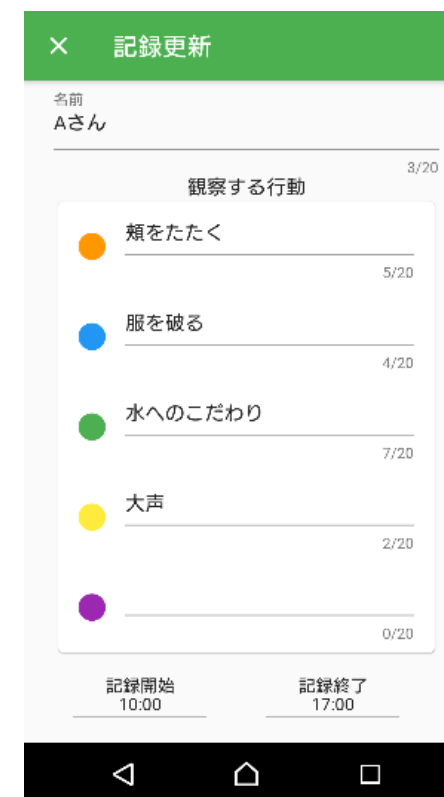 × 記録更新
名前
Aさん
3/20
観察する行動
頬をたたく
5/20
服を破る
4/20
水へのこだわり
7/20
大声
2/20
0/20
記録開始 記録終了
10:00 17:00